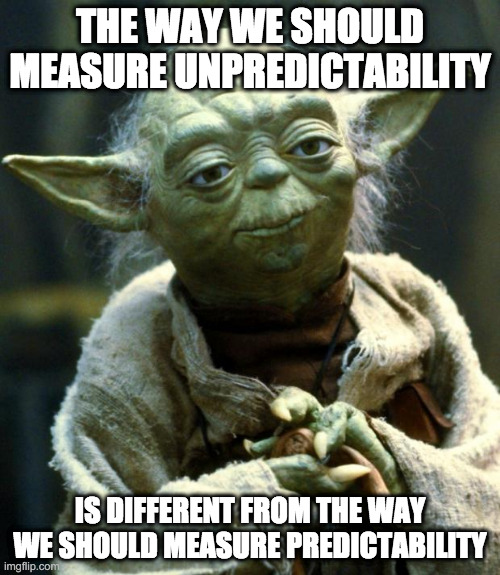 THE WAY WE SHOULD
MEASURE UNPREDICTABILITY
IS DIFFERENT FROM THE WAY
WE SHOULD MEASURE PREDICTABILITY
imgflip.com